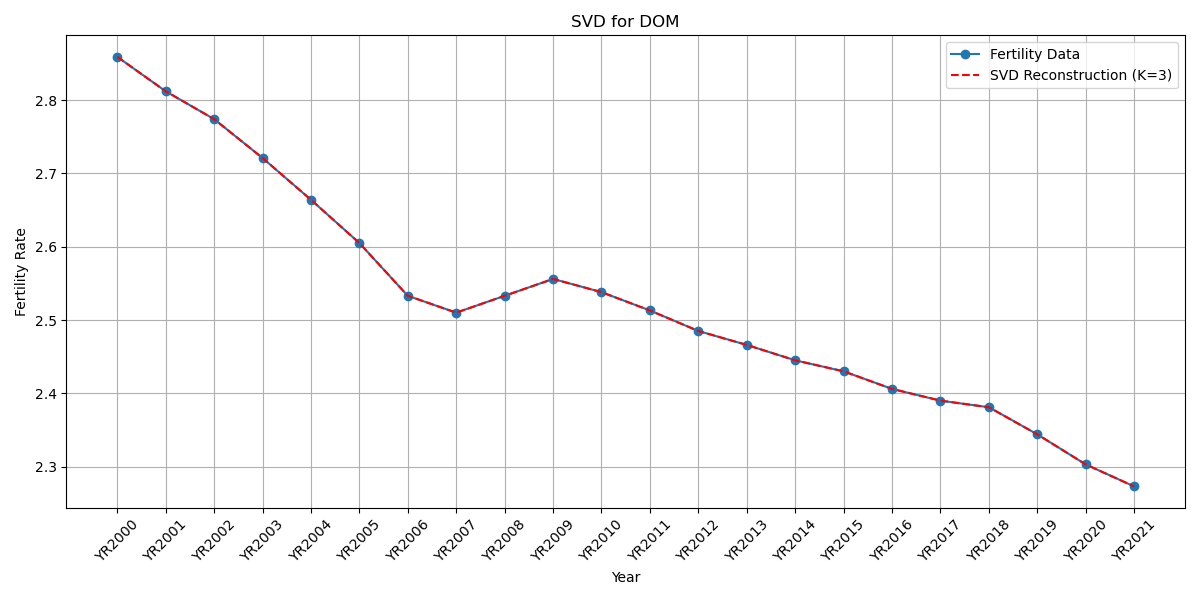 SVD for DOM
Fertility Data
SVD Reconstruction (K=3)
Fertility Rate
2.8
2.7
2.6
2.5
2.4
2.3
YR2000
YR2001
YR2002
YR2003
YR2004
YR2005
YR2006
YR2007
YR2008
YR2009
YR2010
YR2011
YR2012
YR2013
YR2014
YR2015
YR2016
YR2017
YR2018
YR2019
YR2020
YR2021
Year